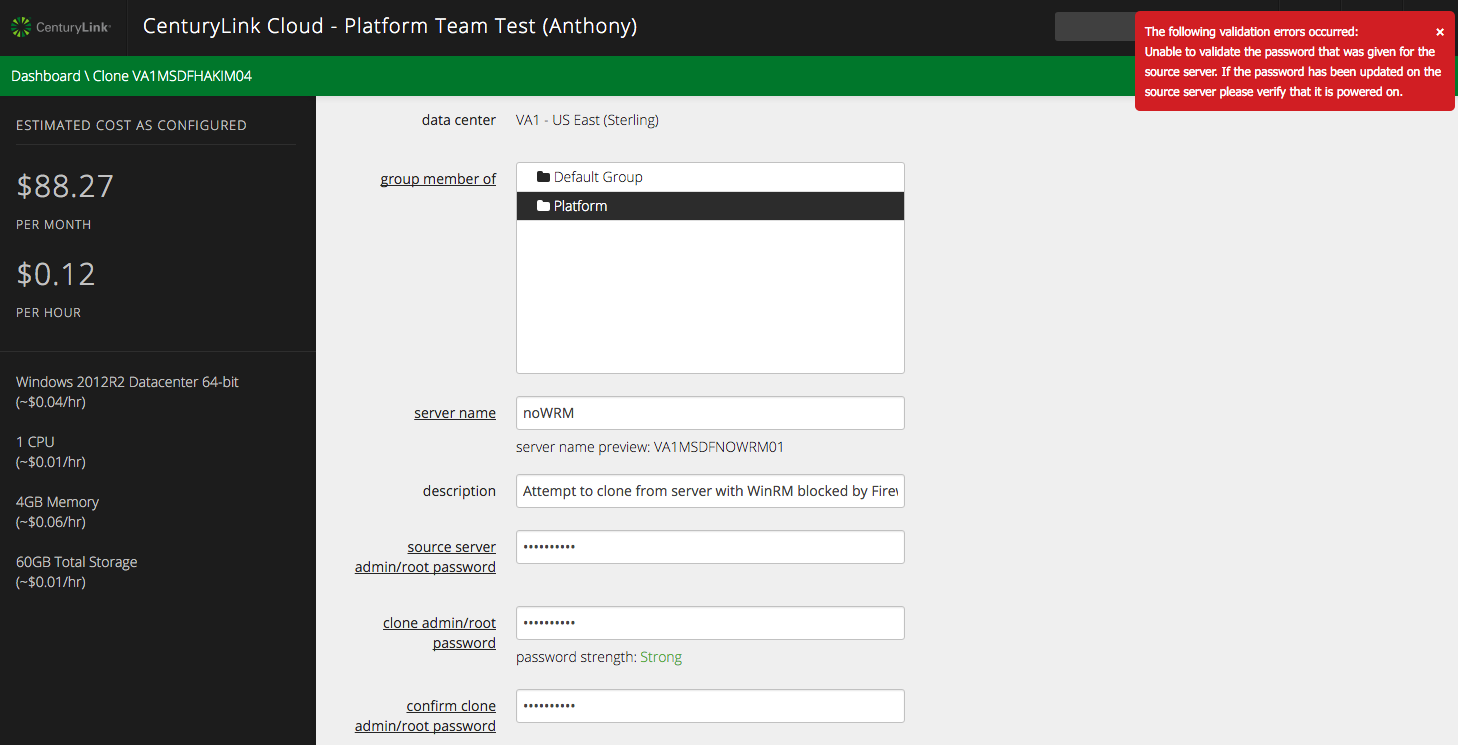 CenturyLink®
CenturyLink Cloud - Platform Team Test (Anthony)
The following validation errors occurred:
×
Unable to validate the password that was given for the
source server. If the password has been updated on the
source server please verify that it is powered on.
Dashboard \ Clone VA1MSDFHAKIM04
ESTIMATED COST AS CONFIGURED
$88.27
PER MONTH
$0.12
PER HOUR
Windows 2012R2 Datacenter 64-bit
(~$0.04/hr)
1 CPU
(~$0.01/hr)
4GB Memory
(~$0.06/hr)
60GB Total Storage
(~$0.01/hr)
data center VA1 - US East (Sterling)
group member of
Default Group
Platform
server name noWRM
server name preview: VA1MSDFNOWRM01
description Attempt to clone from server with WinRM blocked by Firew
source server
admin/root password
••••••••••
clone admin/root
password
••••••••••
password strength: Strong
confirm clone
admin/root password
••••••••••